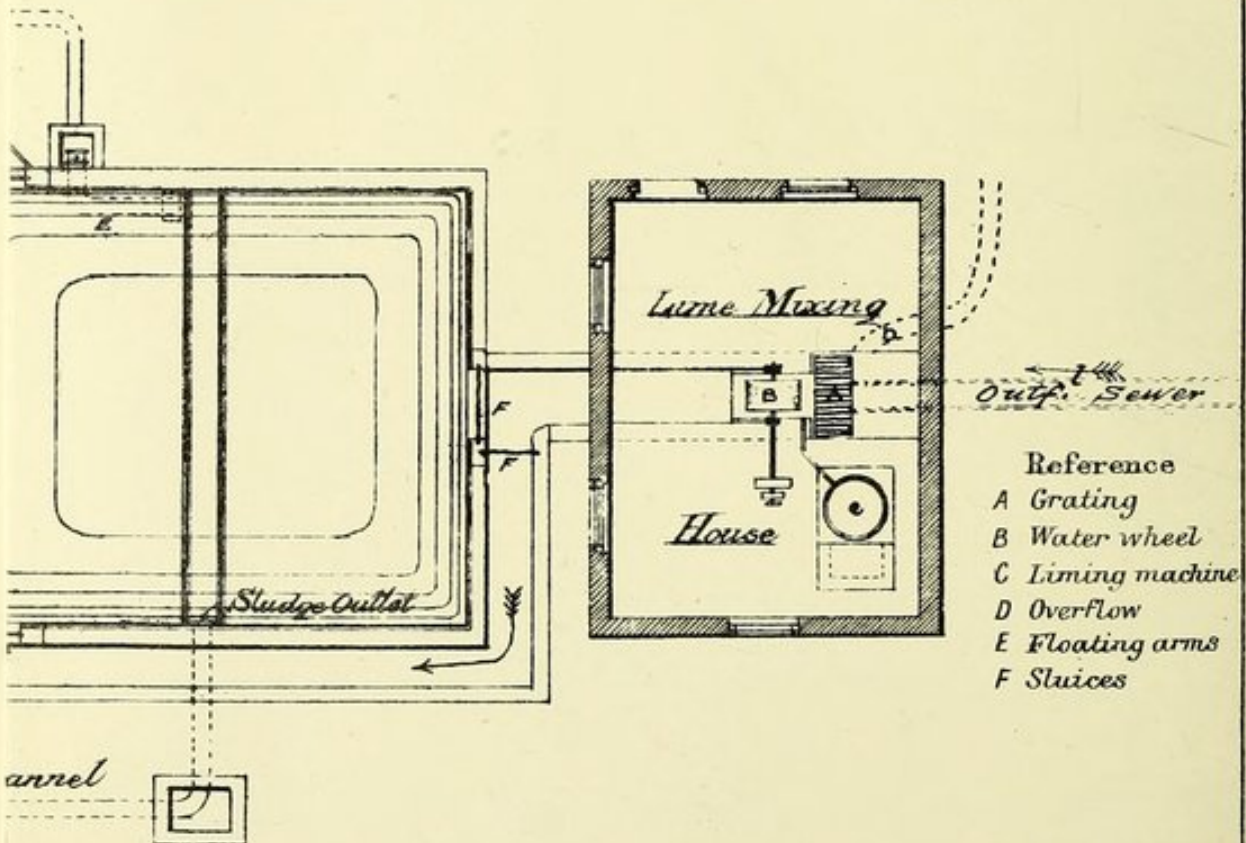 E
Lime Mixing
D
B
A
Outf. Sewer
F
F
House
e
Sludge Outlet
annel
Reference
A Grating
B Water wheel
C Liming machine
D Overflow
E Floating arms
F Sluices